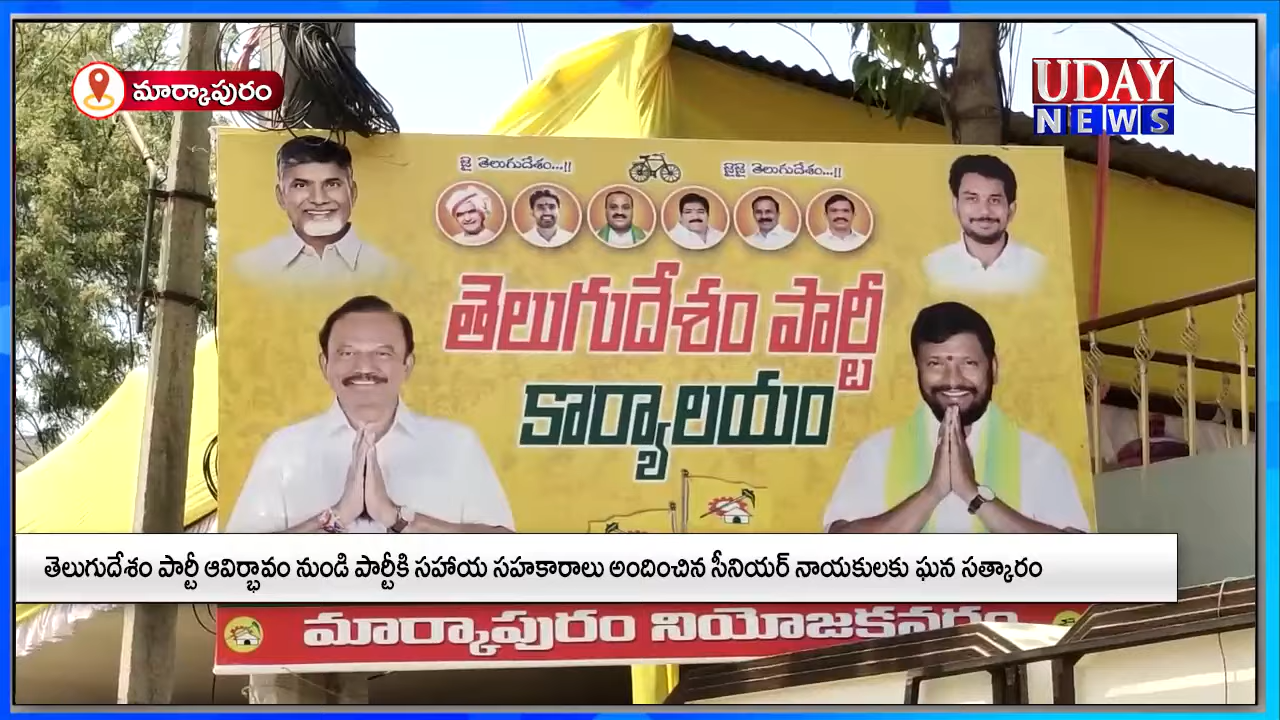 మార్కాపురం
UDAY
NEWS
జై తెలుగుదేశం...!!
జైజై తెలుగుదేశం...!!
తెలుగుదేశం పార్టీ
కార్యాలయం
తెలుగుదేశం పార్టీ ఆవిర్భావం నుండి పార్టీకి సహాయ సహకారాలు అందించిన సీనియర్ నాయకులకు ఘన సత్కారం
మార్కాపురం నియోజకవర్గం